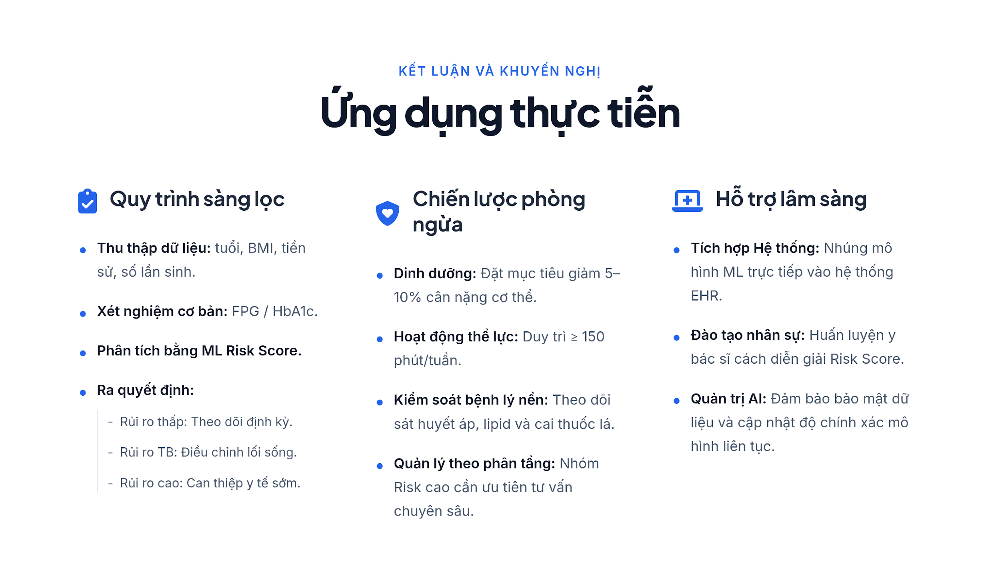 KẾT LUẬN VÀ KHUYẾN NGHỊ
Ứng dụng thực tiễn
Quy trình sàng lọc
Thu thập dữ liệu: tuổi, BMI, tiền
sử, số lần sinh.
Xét nghiệm cơ bản: FPG / HbA1c.
Phân tích bằng ML Risk Score.
Ra quyết định:
- Rủi ro thấp: Theo dõi định kỳ.
- Rủi ro TB: Điều chỉnh lối sống.
- Rủi ro cao: Can thiệp y tế sớm.
Chiến lược phòng
ngừa
Dinh dưỡng: Đặt mục tiêu giảm 5–
10% cân nặng cơ thể.
Hoạt động thể lực: Duy trì ≥ 150
phút/tuần.
Kiểm soát bệnh lý nền: Theo dõi
sát huyết áp, lipid và cai thuốc lá.
Quản lý theo phân tầng: Nhóm
Risk cao cần ưu tiên tư vấn
chuyên sâu.
Hỗ trợ lâm sàng
Tích hợp Hệ thống: Nhúng mô
hình ML trực tiếp vào hệ thống
EHR.
Đào tạo nhân sự: Huấn luyện y
bác sĩ cách diễn giải Risk Score.
Quản trị AI: Đảm bảo bảo mật dữ
liệu và cập nhật độ chính xác mô
hình liên tục.